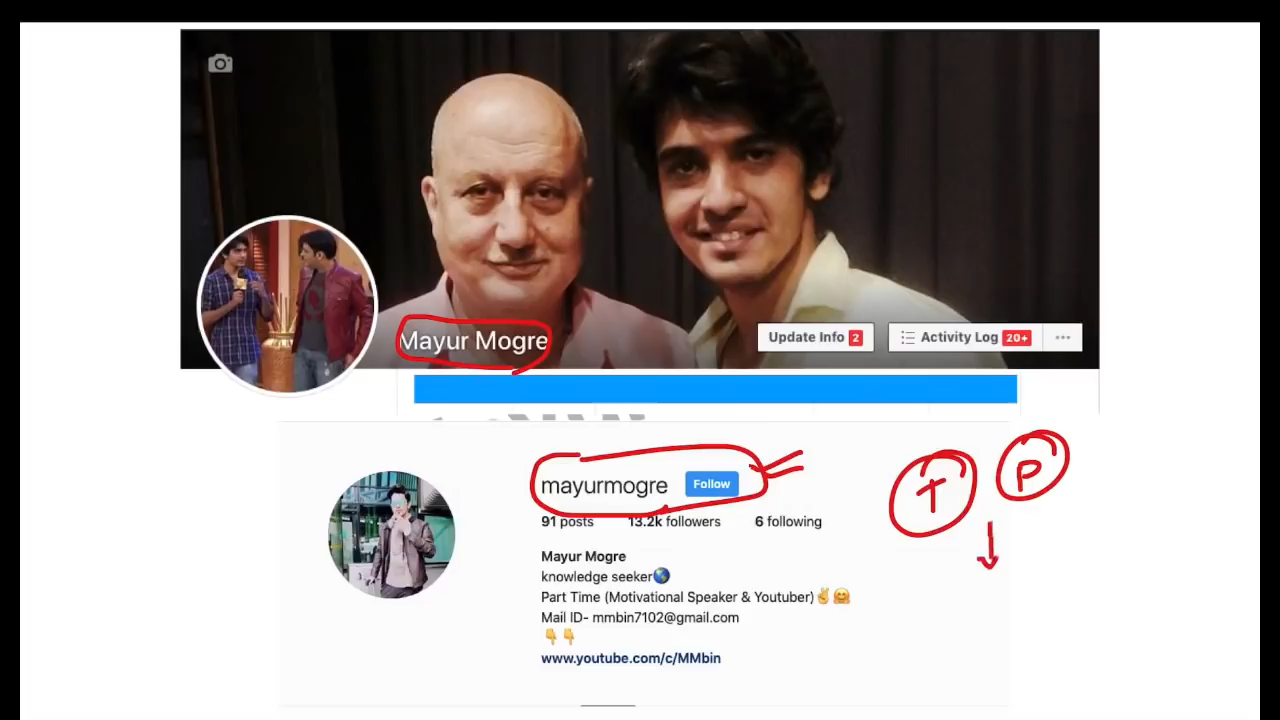 Mayur Mogre
Update Info 2
Activity Log 20+
mayurmogre Follow
T P
91 posts 13.2k followers 6 following
Mayur Mogre
knowledge seeker🌎
Part Time (Motivational Speaker & Youtuber)✌️🤗
Mail ID- mmbin7102@gmail.com
👇👇
www.youtube.com/c/MMbin